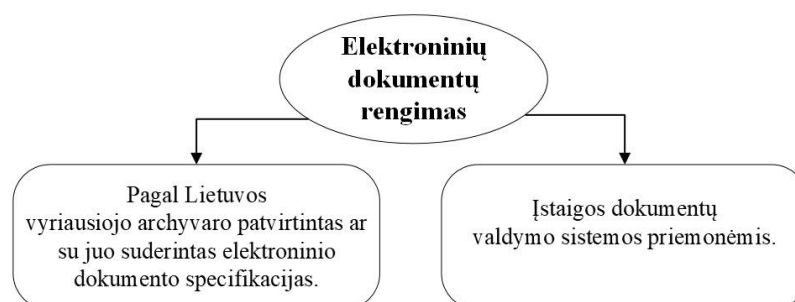 Elektroninių
dokumentų
rengimas
Pagal Lietuvos
vyriausiojo archyvaro patvirtintas ar
su juo suderintas elektroninio
dokumento specifikacijas.
Įstaigos dokumentų
valdymo sistemos priemonėmis.